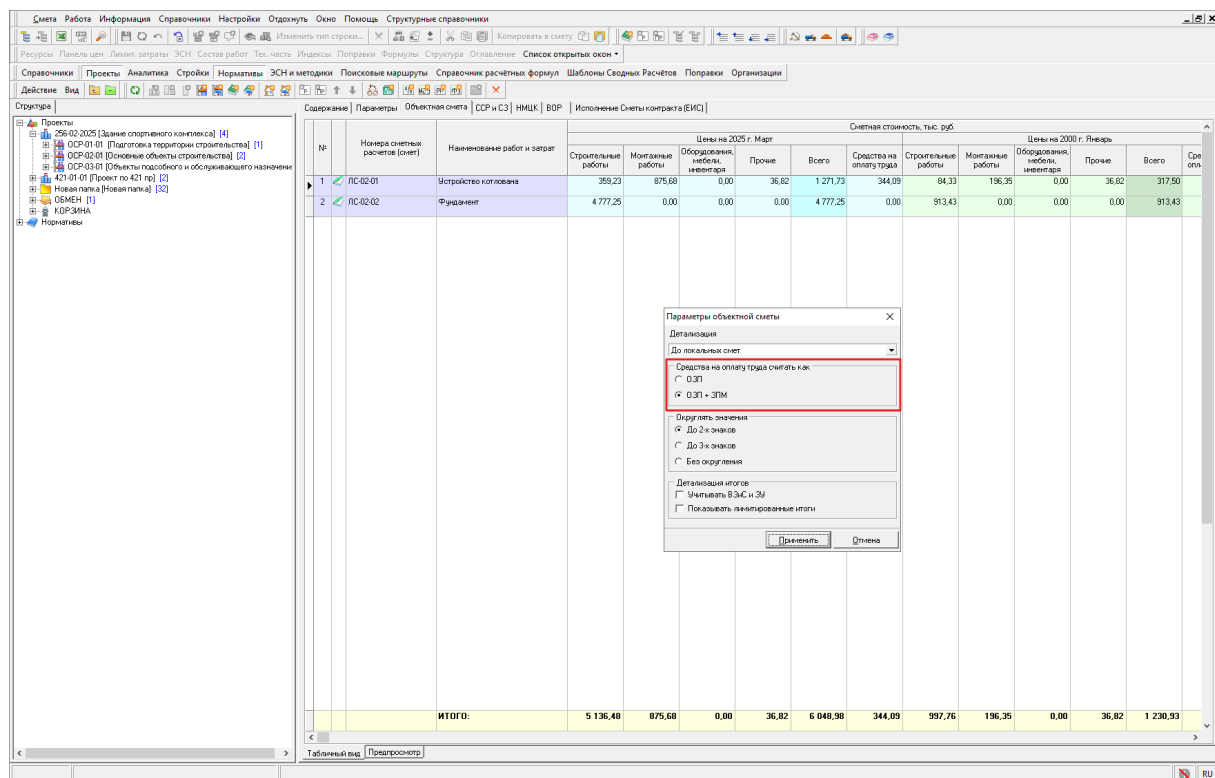 Смета Работа Информация Справочники Настройки Отдохнуть Окно Помощь Структурные справочники
Изменить тип строки... Копировать в смету
Ресурсы Панель цен Лимит. затраты ЭСН Состав работ Тех. часть Индексы Поправки Формулы Структура Оглавление Список открытых окон
Справочники Проекты Аналитика Стройки Нормативы ЭСН и методики Поисковые маршруты Справочник расчётных формул Шаблоны Сводных Расчётов Поправки Организации
Действие Вид
Структура
Проекты
256-02-2025 [Здание спортивного комплекса] [4]
ОСР-01-01 [Подготовка территории строительства] [1]
ОСР-02-01 [Основные объекты строительства] [2]
ОСР-03-01 [Объекты подсобного и обслуживающего назначени
421-01-01 [Проект по 421 пр] [2]
Новая папка [Новая папка] [32]
ОБМЕН [1]
КОРЗИНА
Нормативы
Содержание Параметры Объектная смета ССР и СЗ НМЦК ВОР Исполнение Сметы контракта (ЕИС)
Сметная стоимость, тыс. руб.
Цены на 2025 г. Март Цены на 2000 г. Январь
№ Номера сметных расчетов (смет) Наименование работ и затрат Строительные работы Монтажные работы Оборудования, мебели, инвентаря Прочие Всего Средства на оплату труда Строительные работы Монтажные работы Оборудования, мебели, инвентаря Прочие Всего Сре опла
1 ЛС-02-01 Устройство котлована 359,23 875,68 0,00 36,82 1 271,73 344,09 84,33 196,35 0,00 36,82 317,50
2 ЛС-02-02 Фундамент 4 777,25 0,00 0,00 0,00 4 777,25 0,00 913,43 0,00 0,00 0,00 913,43
Параметры объектной сметы
Детализация
До локальных смет
Средства на оплату труда считать как
ОЗП
ОЗП + ЗПМ
Округлять значения
До 2-х знаков
До 3-х знаков
Без округления
Детализация итогов
Учитывать ВЗиС и ЗУ
Показывать лимитированные итоги
Применить Отмена
ИТОГО: 5 136,48 875,68 0,00 36,82 6 048,98 344,09 997,76 196,35 0,00 36,82 1 230,93
Табличный вид Предпросмотр
RU